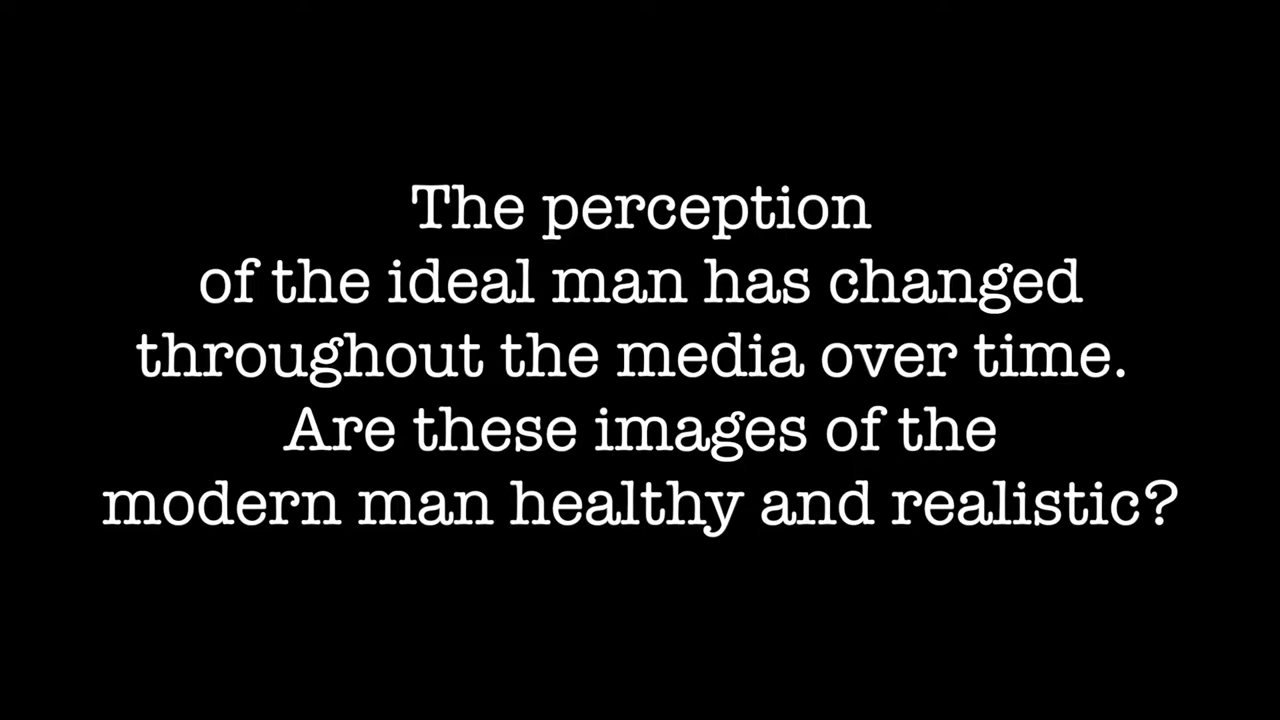 The perception
of the ideal man has changed
throughout the media over time.
Are these images of the
modern man healthy and realistic?